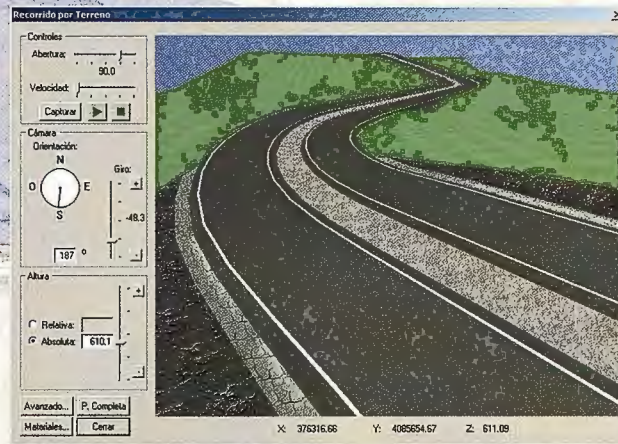 Recorrido por Terreno
Controles
Abertura:
90.0
Velocidad:
Capturar
Cámara
Orientación:
N
O E
S
187 º
Giro:
+
-48.3
-
Altura
+
Relativa:
Absoluta: 610.1
-
Avanzado... P. Completa
Materiales... Cerrar
X: 376316.66 Y: 4085654.67 Z: 611.09